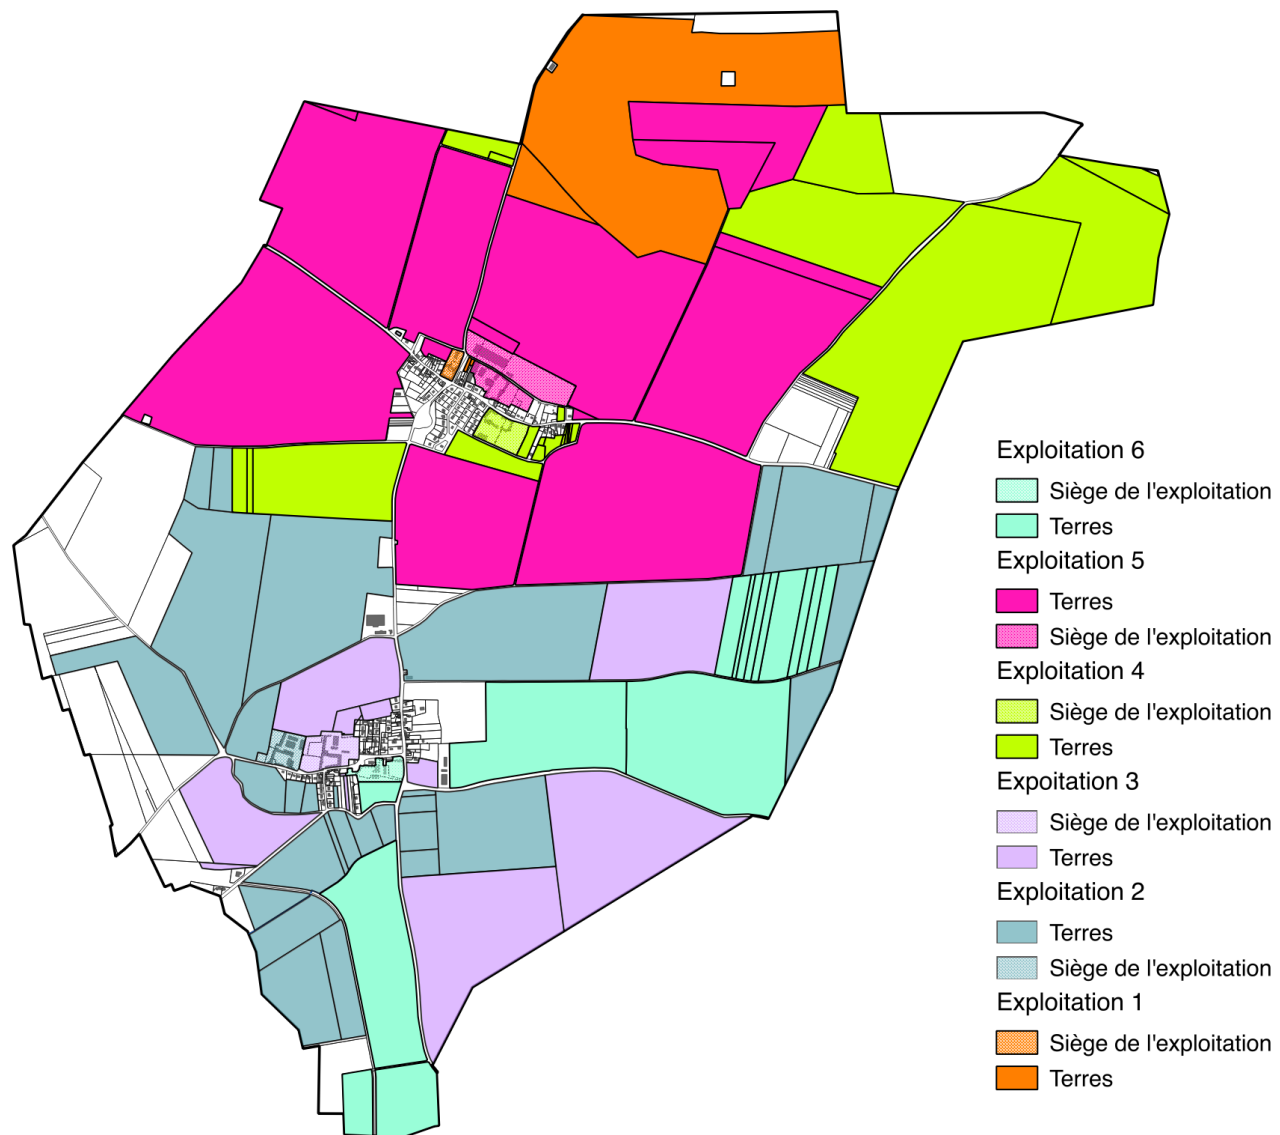 Exploitation 6
Siège de l'exploitation
Terres
Exploitation 5
Terres
Siège de l'exploitation
Exploitation 4
Siège de l'exploitation
Terres
Expoitation 3
Siège de l'exploitation
Terres
Exploitation 2
Terres
Siège de l'exploitation
Exploitation 1
Siège de l'exploitation
Terres